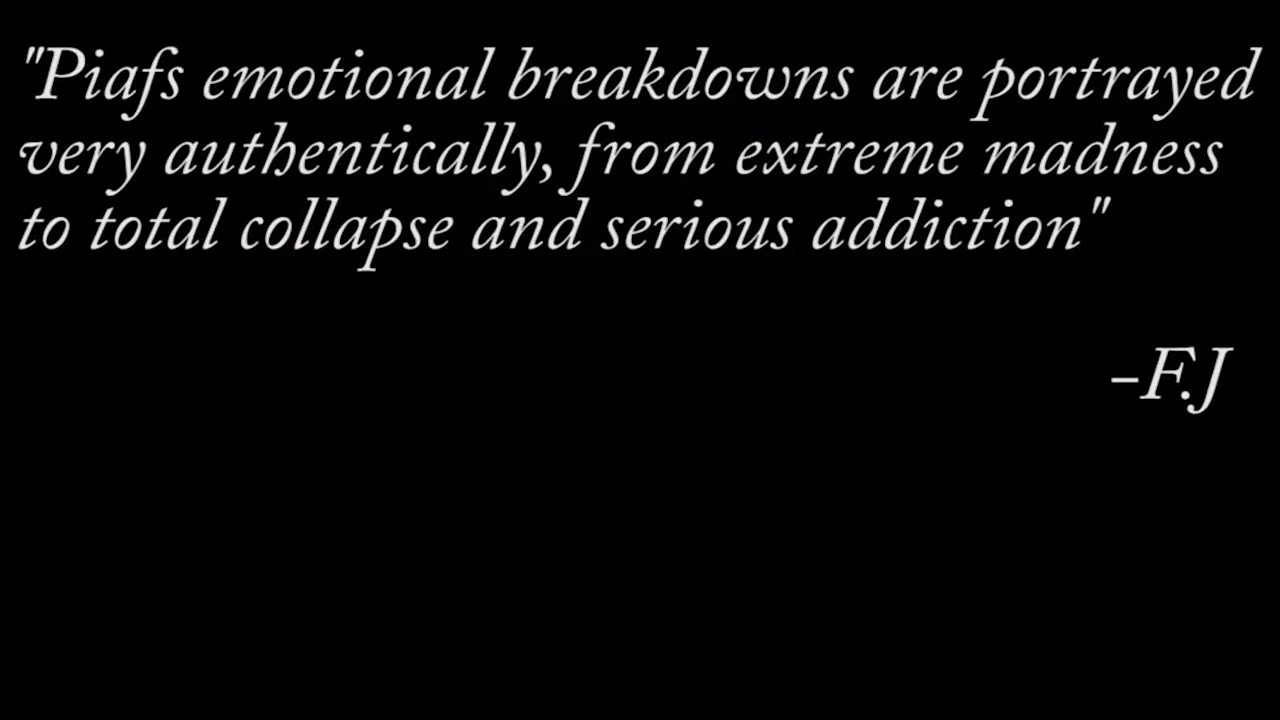 "Piafs emotional breakdowns are portrayed
very authentically, from extreme madness
to total collapse and serious addiction"
-F.J